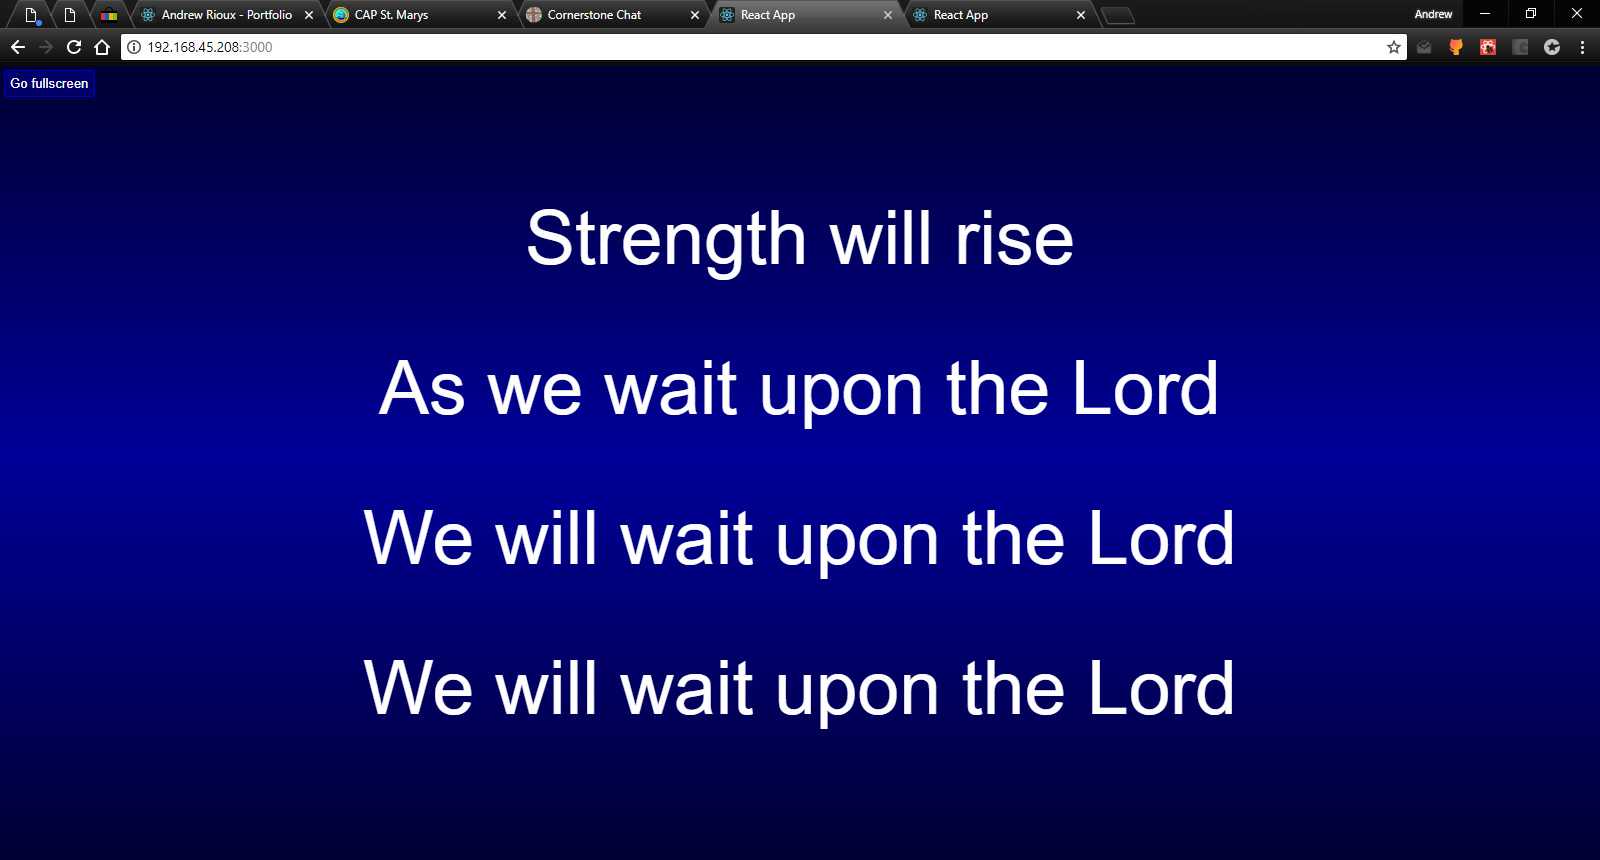 Andrew Rioux - Portfolio
CAP St. Marys
Cornerstone Chat
React App
React App
Andrew
192.168.45.208:3000
Go fullscreen
Strength will rise
As we wait upon the Lord
We will wait upon the Lord
We will wait upon the Lord